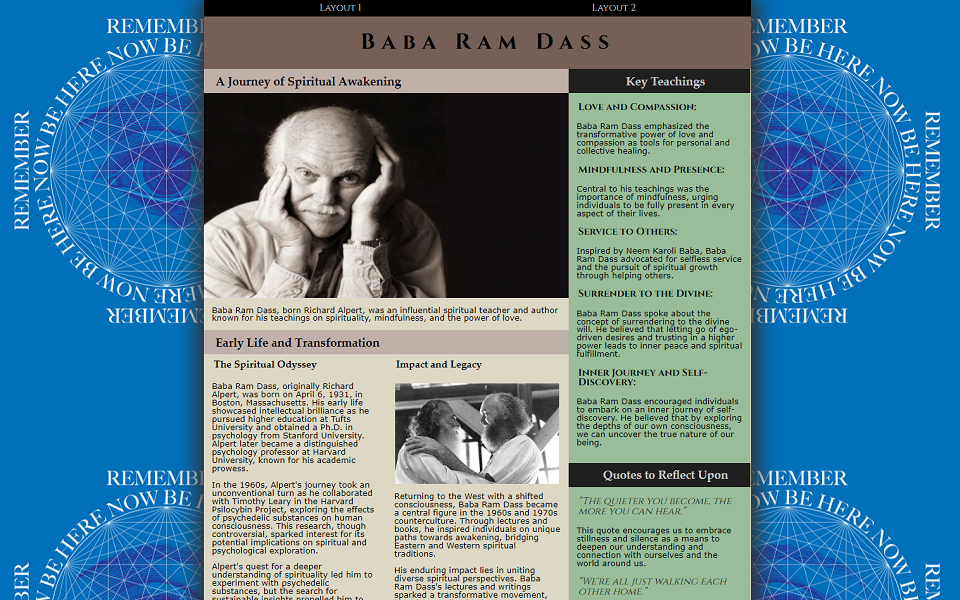 Layout 1
Layout 2
Baba Ram Dass
A Journey of Spiritual Awakening
Baba Ram Dass, born Richard Alpert, was an influential spiritual teacher and author
known for his teachings on spirituality, mindfulness, and the power of love.
Early Life and Transformation
The Spiritual Odyssey
Baba Ram Dass, originally Richard
Alpert, was born on April 6, 1931, in
Boston, Massachusetts. His early life
showcased intellectual brilliance as he
pursued higher education at Tufts
University and obtained a Ph.D. in
psychology from Stanford University.
Alpert later became a distinguished
psychology professor at Harvard
University, known for his academic
prowess.
In the 1960s, Alpert's journey took an
unconventional turn as he collaborated
with Timothy Leary in the Harvard
Psilocybin Project, exploring the effects
of psychedelic substances on human
consciousness. This research, though
controversial, sparked interest for its
potential implications on spiritual and
psychological exploration.
Alpert's quest for a deeper
understanding of spirituality led him to
experiment with psychedelic
substances, but the search for
sustainable insights propelled him to
Impact and Legacy
Returning to the West with a shifted
consciousness, Baba Ram Dass became
a central figure in the 1960s and 1970s
counterculture. Through lectures and
books, he inspired individuals on unique
paths towards awakening, bridging
Eastern and Western spiritual
traditions.
His enduring impact lies in uniting
diverse spiritual perspectives. Baba
Ram Dass's lectures and writings
sparked a transformative movement,
Key Teachings
Love and Compassion:
Baba Ram Dass emphasized the
transformative power of love and
compassion as tools for personal and
collective healing.
Mindfulness and Presence:
Central to his teachings was the
importance of mindfulness, urging
individuals to be fully present in every
aspect of their lives.
Service to Others:
Inspired by Neem Karoli Baba, Baba
Ram Dass advocated for selfless service
and the pursuit of spiritual growth
through helping others.
Surrender to the Divine:
Baba Ram Dass spoke about the
concept of surrendering to the divine
will. He believed that letting go of ego-
driven desires and trusting in a higher
power leads to inner peace and spiritual
fulfillment.
Inner Journey and Self-
Discovery:
Baba Ram Dass encouraged individuals
to embark on an inner journey of self-
discovery. He believed that by exploring
the depths of our own consciousness,
we can uncover the true nature of our
being.
Quotes to Reflect Upon
"The quieter you become, the
more you can hear."
This quote encourages us to embrace
stillness and silence as a means to
deepen our understanding and
connection with ourselves and the
world around us.
"We're all just walking each
other home."
REMEMB
REMEMBER
BE HERE NOW BE HERE NOW BE HERE NOW BE HERE NOW
REMEMBER
REMEMBER
BE HERE NOW BE HERE NOW BE HERE NOW
REMEMBER
REMEMBER
REMEMB
HERE NOW BE
REMEMBER
HERE NOW